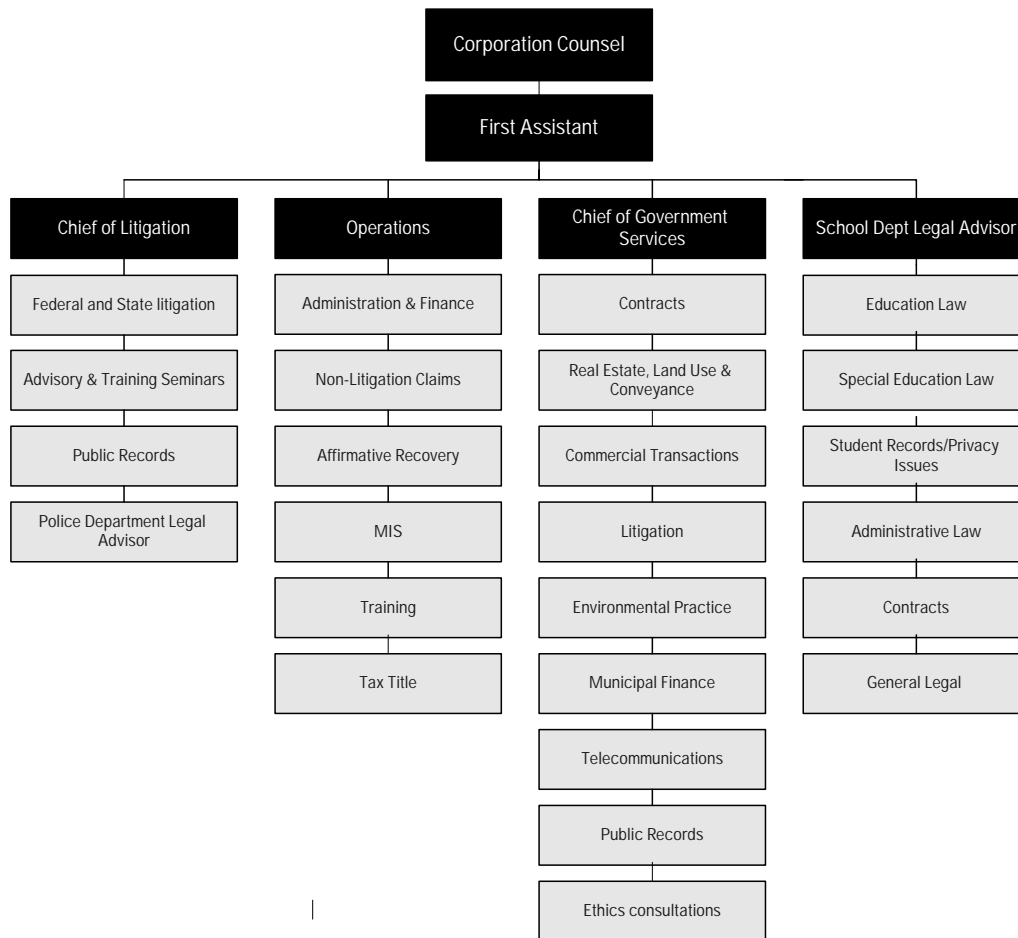 Corporation Counsel
First Assistant
Chief of Litigation
Federal and State litigation
Advisory & Training Seminars
Public Records
Police Department Legal
Advisor
Operations
Administration & Finance
Non-Litigation Claims
Affirmative Recovery
MIS
Training
Tax Title
Chief of Government
Services
Contracts
Real Estate, Land Use &
Conveyance
Commercial Transactions
Litigation
Environmental Practice
Municipal Finance
Telecommunications
Public Records
Ethics consultations
School Dept Legal Advisor
Education Law
Special Education Law
Student Records/Privacy
Issues
Administrative Law
Contracts
General Legal